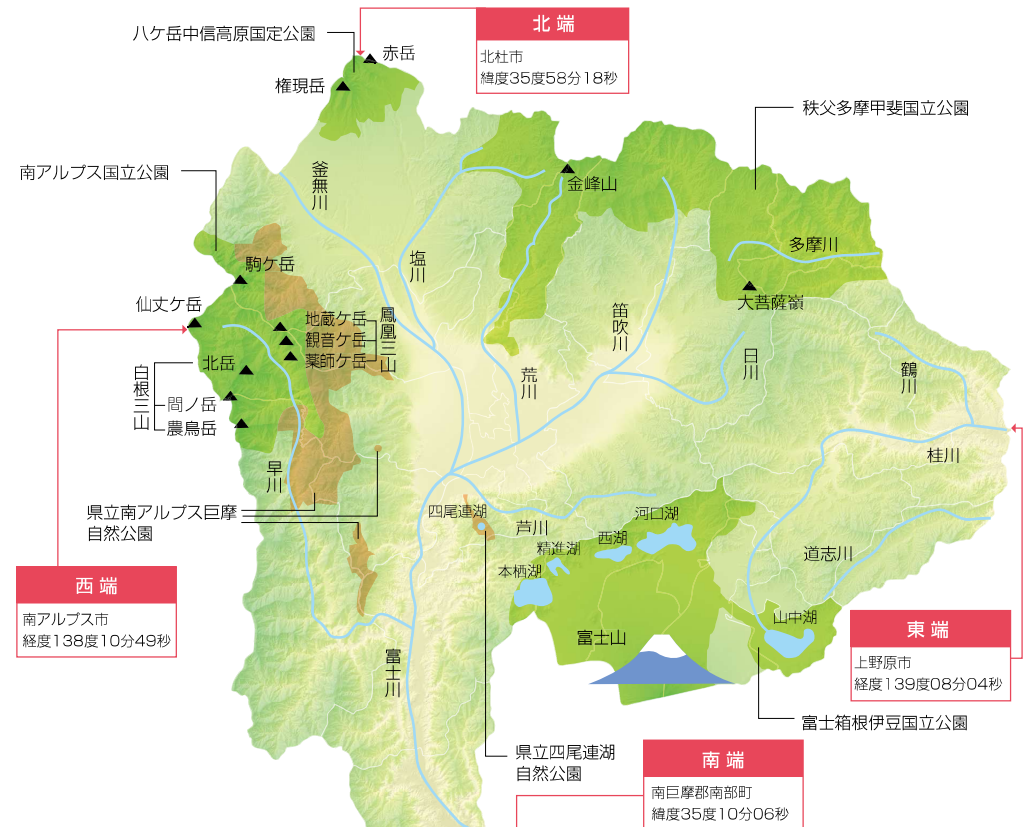 北端
北杜市
緯度35度58分18秒
八ケ岳中信高原国定公園
赤岳
権現岳
秩父多摩甲斐国立公園
南アルプス国立公園
釜無川
金峰山
塩川
多摩川
駒ケ岳
大菩薩嶺
仙丈ケ岳
地蔵ケ岳
観音ケ岳
薬師ケ岳
鳳凰三山
笛吹川
日川
鶴川
北岳
間ノ岳
農鳥岳
白根三山
荒川
桂川
早川
四尾連湖
芦川
河口湖
西湖
精進湖
本栖湖
道志川
県立南アルプス巨摩
自然公園
西端
南アルプス市
経度138度10分49秒
山中湖
富士山
東端
上野原市
経度139度08分04秒
富士川
富士箱根伊豆国立公園
県立四尾連湖
自然公園
南端
南巨摩郡南部町
緯度35度10分06秒